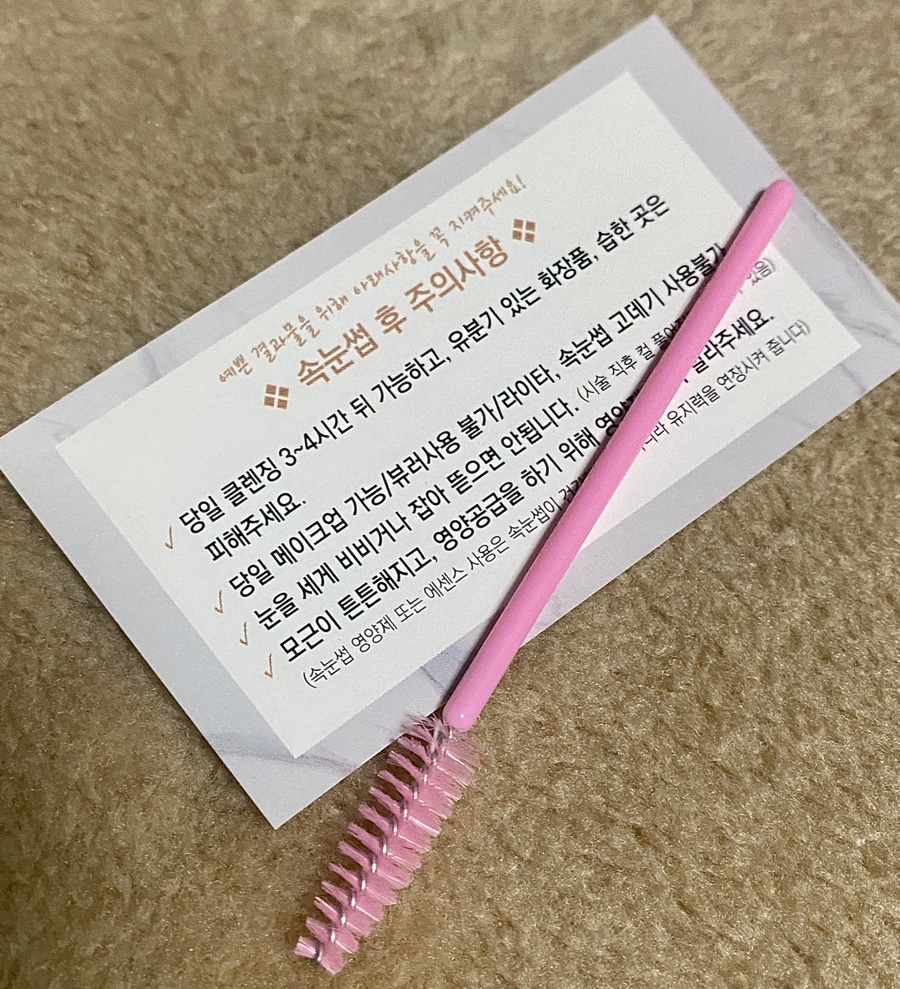 예쁜 결과물을 위해 아래사항을 꼭 지켜주세요!
속눈썹 후 주의사항
✓ 당일 클렌징 3~4시간 뒤 가능하고, 유분기 있는 화장품, 습한 곳은
피해주세요.
✓ 당일 메이크업 가능/뷰러사용 불가/라이타, 속눈썹 고데기 사용불가
✓ 눈을 세게 비비거나 잡아 뜯으면 안됩니다. (시술 직후 컬 있음)
✓ 모근이 튼튼해지고, 영양공급을 하기 위해 발라주세요.
(속눈썹 영양제 또는 에센스 사용은 속눈썹이 유지력을 연장시켜 줍니다)